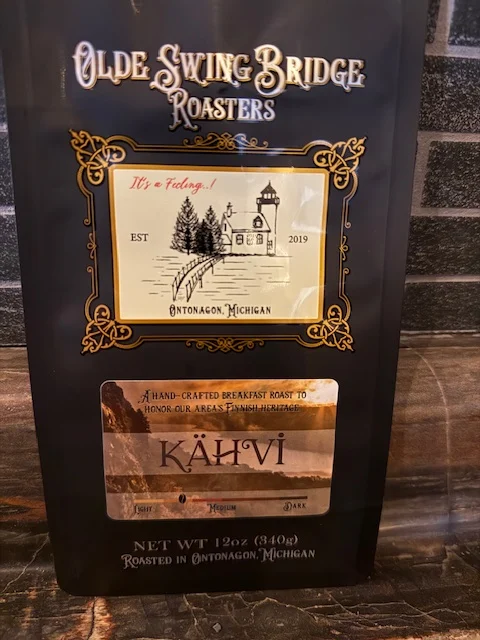 Olde Swing Bridge
Roasters
It's a Feeling..!
EST 2019
Ontonagon, Michigan
A hand-crafted breakfast roast to
honor our area's Finnish heritage
KÄHVİ
Light Medium Dark
NET WT 12oz (340g)
Roasted in Ontonagon, Michigan